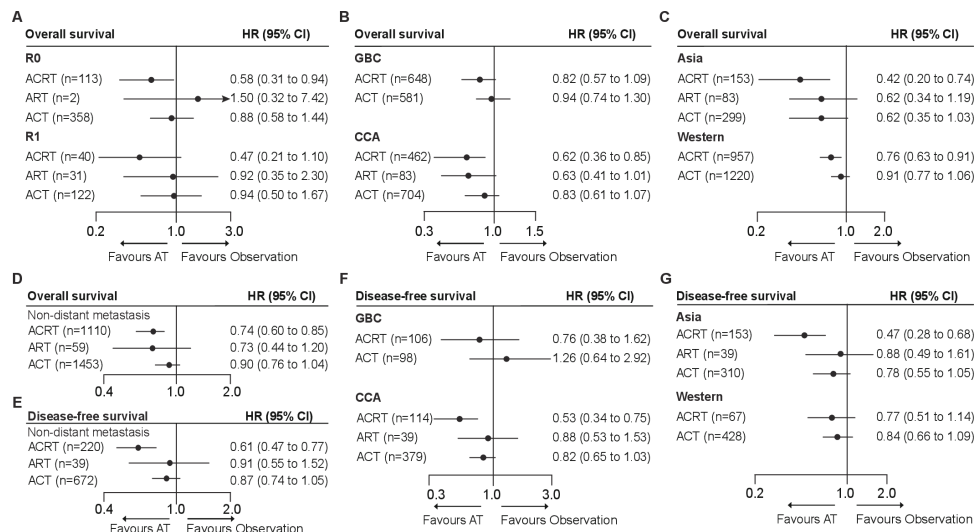 A
Overall survival HR (95% CI)
R0
ACRT (n=113) 0.58 (0.31 to 0.94)
ART (n=2) 1.50 (0.32 to 7.42)
ACT (n=358) 0.88 (0.58 to 1.44)
R1
ACRT (n=40) 0.47 (0.21 to 1.10)
ART (n=31) 0.92 (0.35 to 2.30)
ACT (n=122) 0.94 (0.50 to 1.67)
0.2 1.0 3.0
Favours AT Favours Observation
B
Overall survival HR (95% CI)
GBC
ACRT (n=648) 0.82 (0.57 to 1.09)
ACT (n=581) 0.94 (0.74 to 1.30)
CCA
ACRT (n=462) 0.62 (0.36 to 0.85)
ART (n=83) 0.63 (0.41 to 1.01)
ACT (n=704) 0.83 (0.61 to 1.07)
0.3 1.0 1.5
Favours AT Favours Observation
C
Overall survival HR (95% CI)
Asia
ACRT (n=153) 0.42 (0.20 to 0.74)
ART (n=83) 0.62 (0.34 to 1.19)
ACT (n=299) 0.62 (0.35 to 1.03)
Western
ACRT (n=957) 0.76 (0.63 to 0.91)
ACT (n=1220) 0.91 (0.77 to 1.06)
0.2 1.0 2.0
Favours AT Favours Observation
D
Overall survival HR (95% CI)
Non-distant metastasis
ACRT (n=1110) 0.74 (0.60 to 0.85)
ART (n=59) 0.73 (0.44 to 1.20)
ACT (n=1453) 0.90 (0.76 to 1.04)
0.4 1.0 2.0
E
Disease-free survival HR (95% CI)
Non-distant metastasis
ACRT (n=220) 0.61 (0.47 to 0.77)
ART (n=39) 0.91 (0.55 to 1.52)
ACT (n=672) 0.87 (0.74 to 1.05)
0.4 1.0 2.0
Favours AT Favours Observation
F
Disease-free survival HR (95% CI)
GBC
ACRT (n=106) 0.76 (0.38 to 1.62)
ACT (n=98) 1.26 (0.64 to 2.92)
CCA
ACRT (n=114) 0.53 (0.34 to 0.75)
ART (n=39) 0.88 (0.53 to 1.53)
ACT (n=379) 0.82 (0.65 to 1.03)
0.3 1.0 3.0
Favours AT Favours Observation
G
Disease-free survival HR (95% CI)
Asia
ACRT (n=153) 0.47 (0.28 to 0.68)
ART (n=39) 0.88 (0.49 to 1.61)
ACT (n=310) 0.78 (0.55 to 1.05)
Western
ACRT (n=67) 0.77 (0.51 to 1.14)
ACT (n=428) 0.84 (0.66 to 1.09)
0.2 1.0 2.0
Favours AT Favours Observation